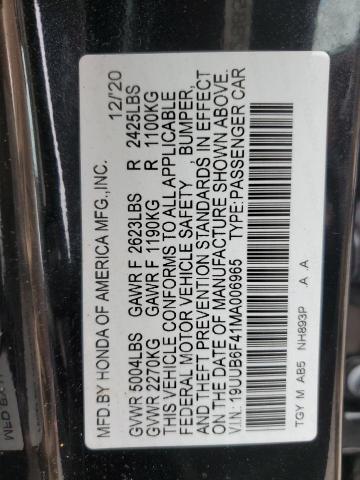 MFD.BY HONDA OF AMERICA MFG.,INC. 12/'20
GVWR 5004LBS GAWR F 2623LBS R 2425LBS
GVWR 2270KG GAWR F 1190KG R 1100KG
THIS VEHICLE CONFORMS TO ALL APPLICABLE
FEDERAL MOTOR VEHICLE SAFETY , BUMPER,
AND THEFT PREVENTION STANDARDS IN EFFECT
ON THE DATE OF MANUFACTURE SHOWN ABOVE.
V.I.N.: 19UUB6F41MA006965 TYPE:PASSENGER CAR
TGY M AB5 NH893P A A